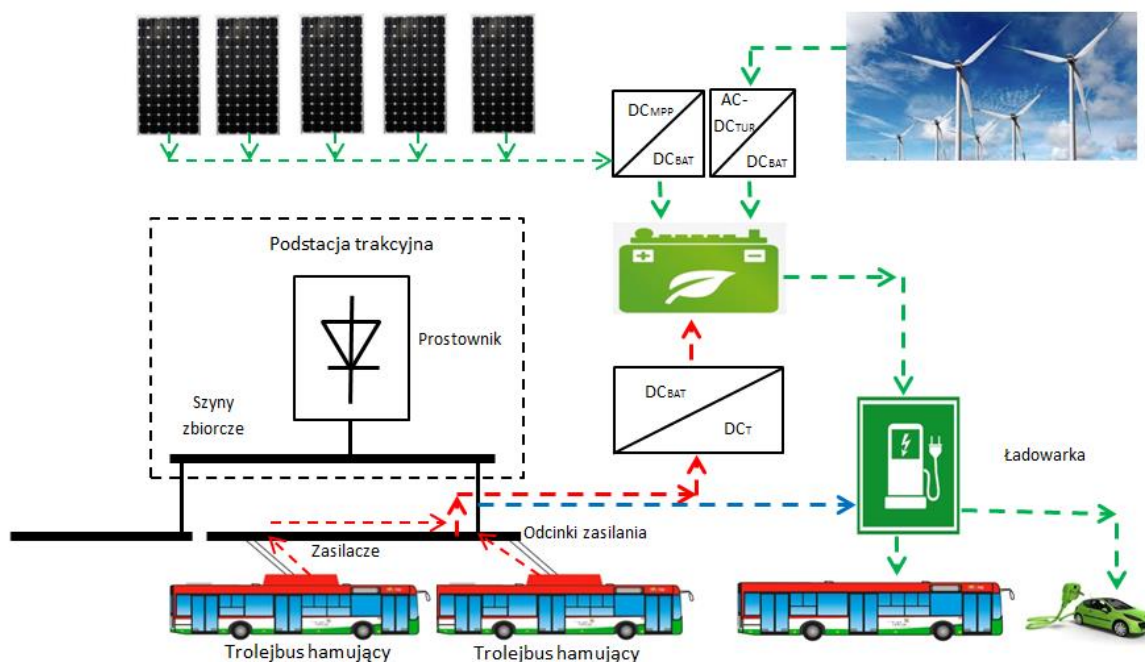 DCMPP
DCBAT
AC-
DCTUR
DCBAT
Podstacja trakcyjna
Prostownik
Szyny
zbiorcze
DCBAT
DCT
Ładowarka
Odcinki zasilania
Zasilacze
Trolejbus hamujący
Trolejbus hamujący